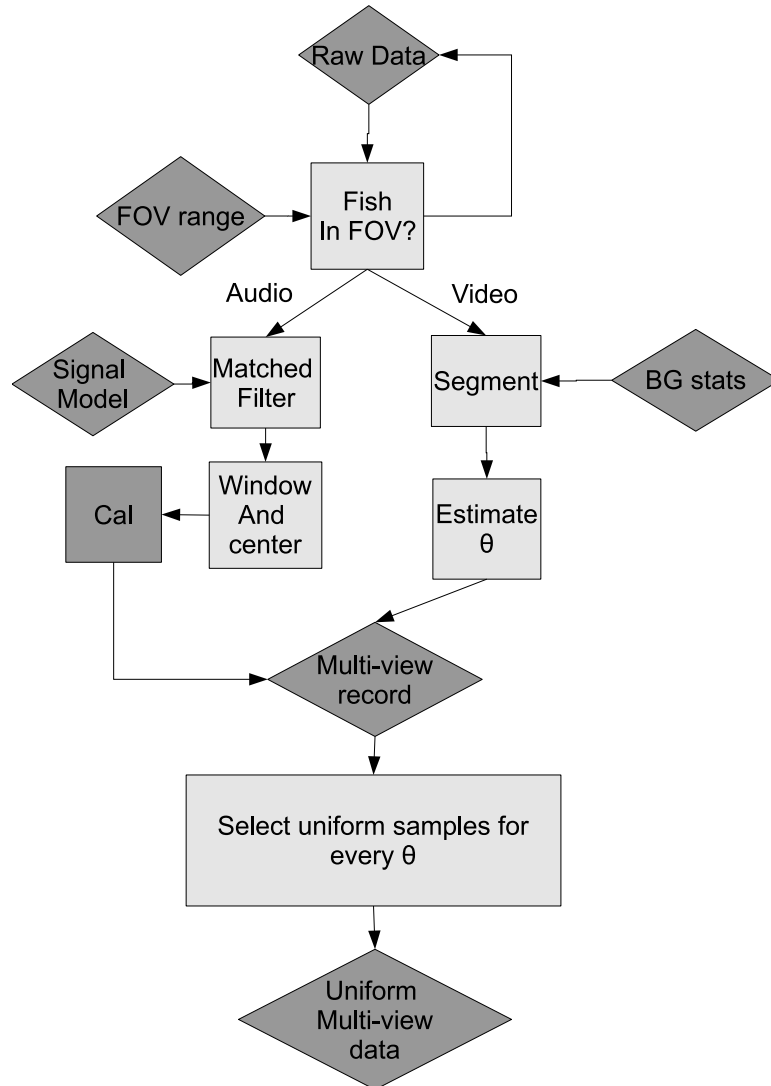 Raw Data
FOV range
Fish
In FOV?
Audio
Video
Signal
Model
Matched
Filter
Segment
BG stats
Cal
Window
And
center
Estimate
θ
Multi-view
record
Select uniform samples for
every θ
Uniform
Multi-view
data